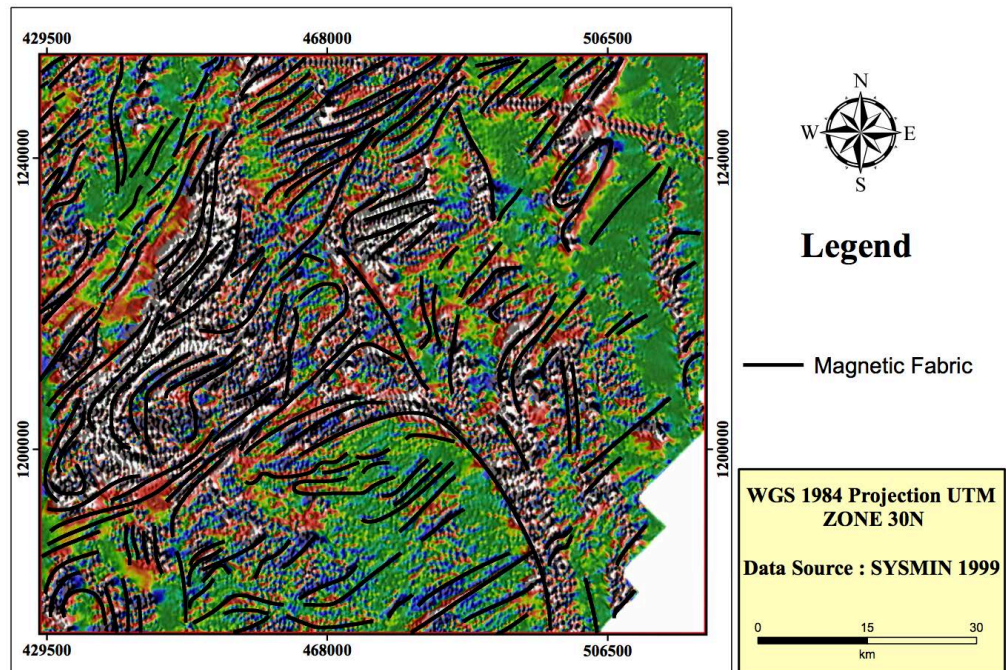 429500 468000 506500
1240000 1240000
1200000 1200000
429500 468000 506500
N
W E
S
Legend
Magnetic Fabric
WGS 1984 Projection UTM
ZONE 30N
Data Source : SYSMIN 1999
0 15 30
km